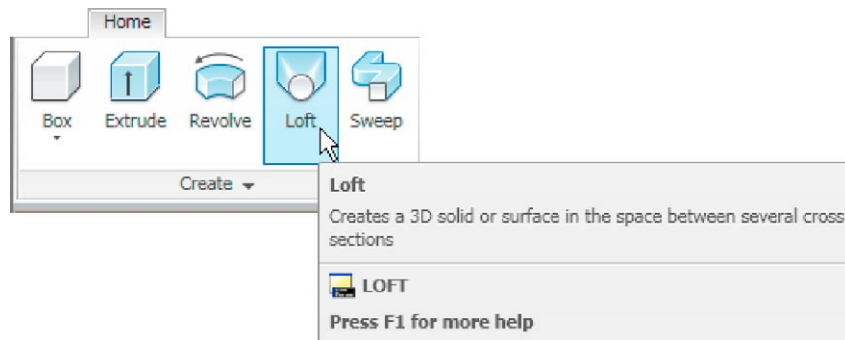 Home
Box Extrude Revolve Loft Sweep
Create
Loft
Creates a 3D solid or surface in the space between several cross
sections
LOFT
Press F1 for more help